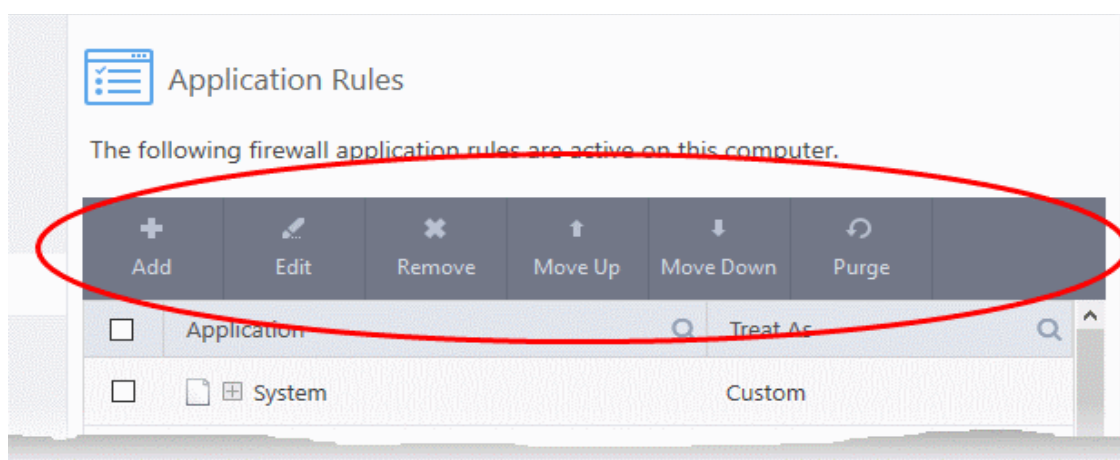 Application Rules
The following firewall application rules are active on this computer.
Add Edit Remove Move Up Move Down Purge
Application Treat As
System Custom